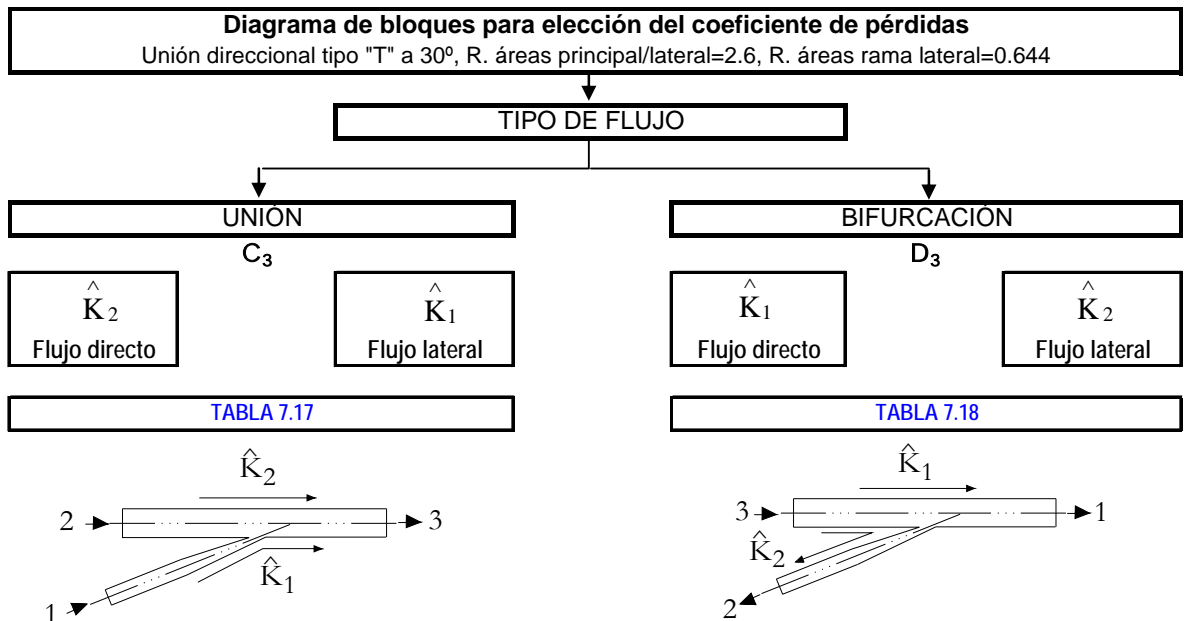 Diagrama de bloques para elección del coeficiente de pérdidas
Unión direccional tipo "T" a 30º, R. áreas principal/lateral=2.6, R. áreas rama lateral=0.644
TIPO DE FLUJO
UNIÓN
C₃
K̂₂
Flujo directo
K̂₁
Flujo lateral
TABLA 7.17
K̂₂
2
3
K̂₁
1
BIFURCACIÓN
D₃
K̂₁
Flujo directo
K̂₂
Flujo lateral
TABLA 7.18
K̂₁
3
1
K̂₂
2